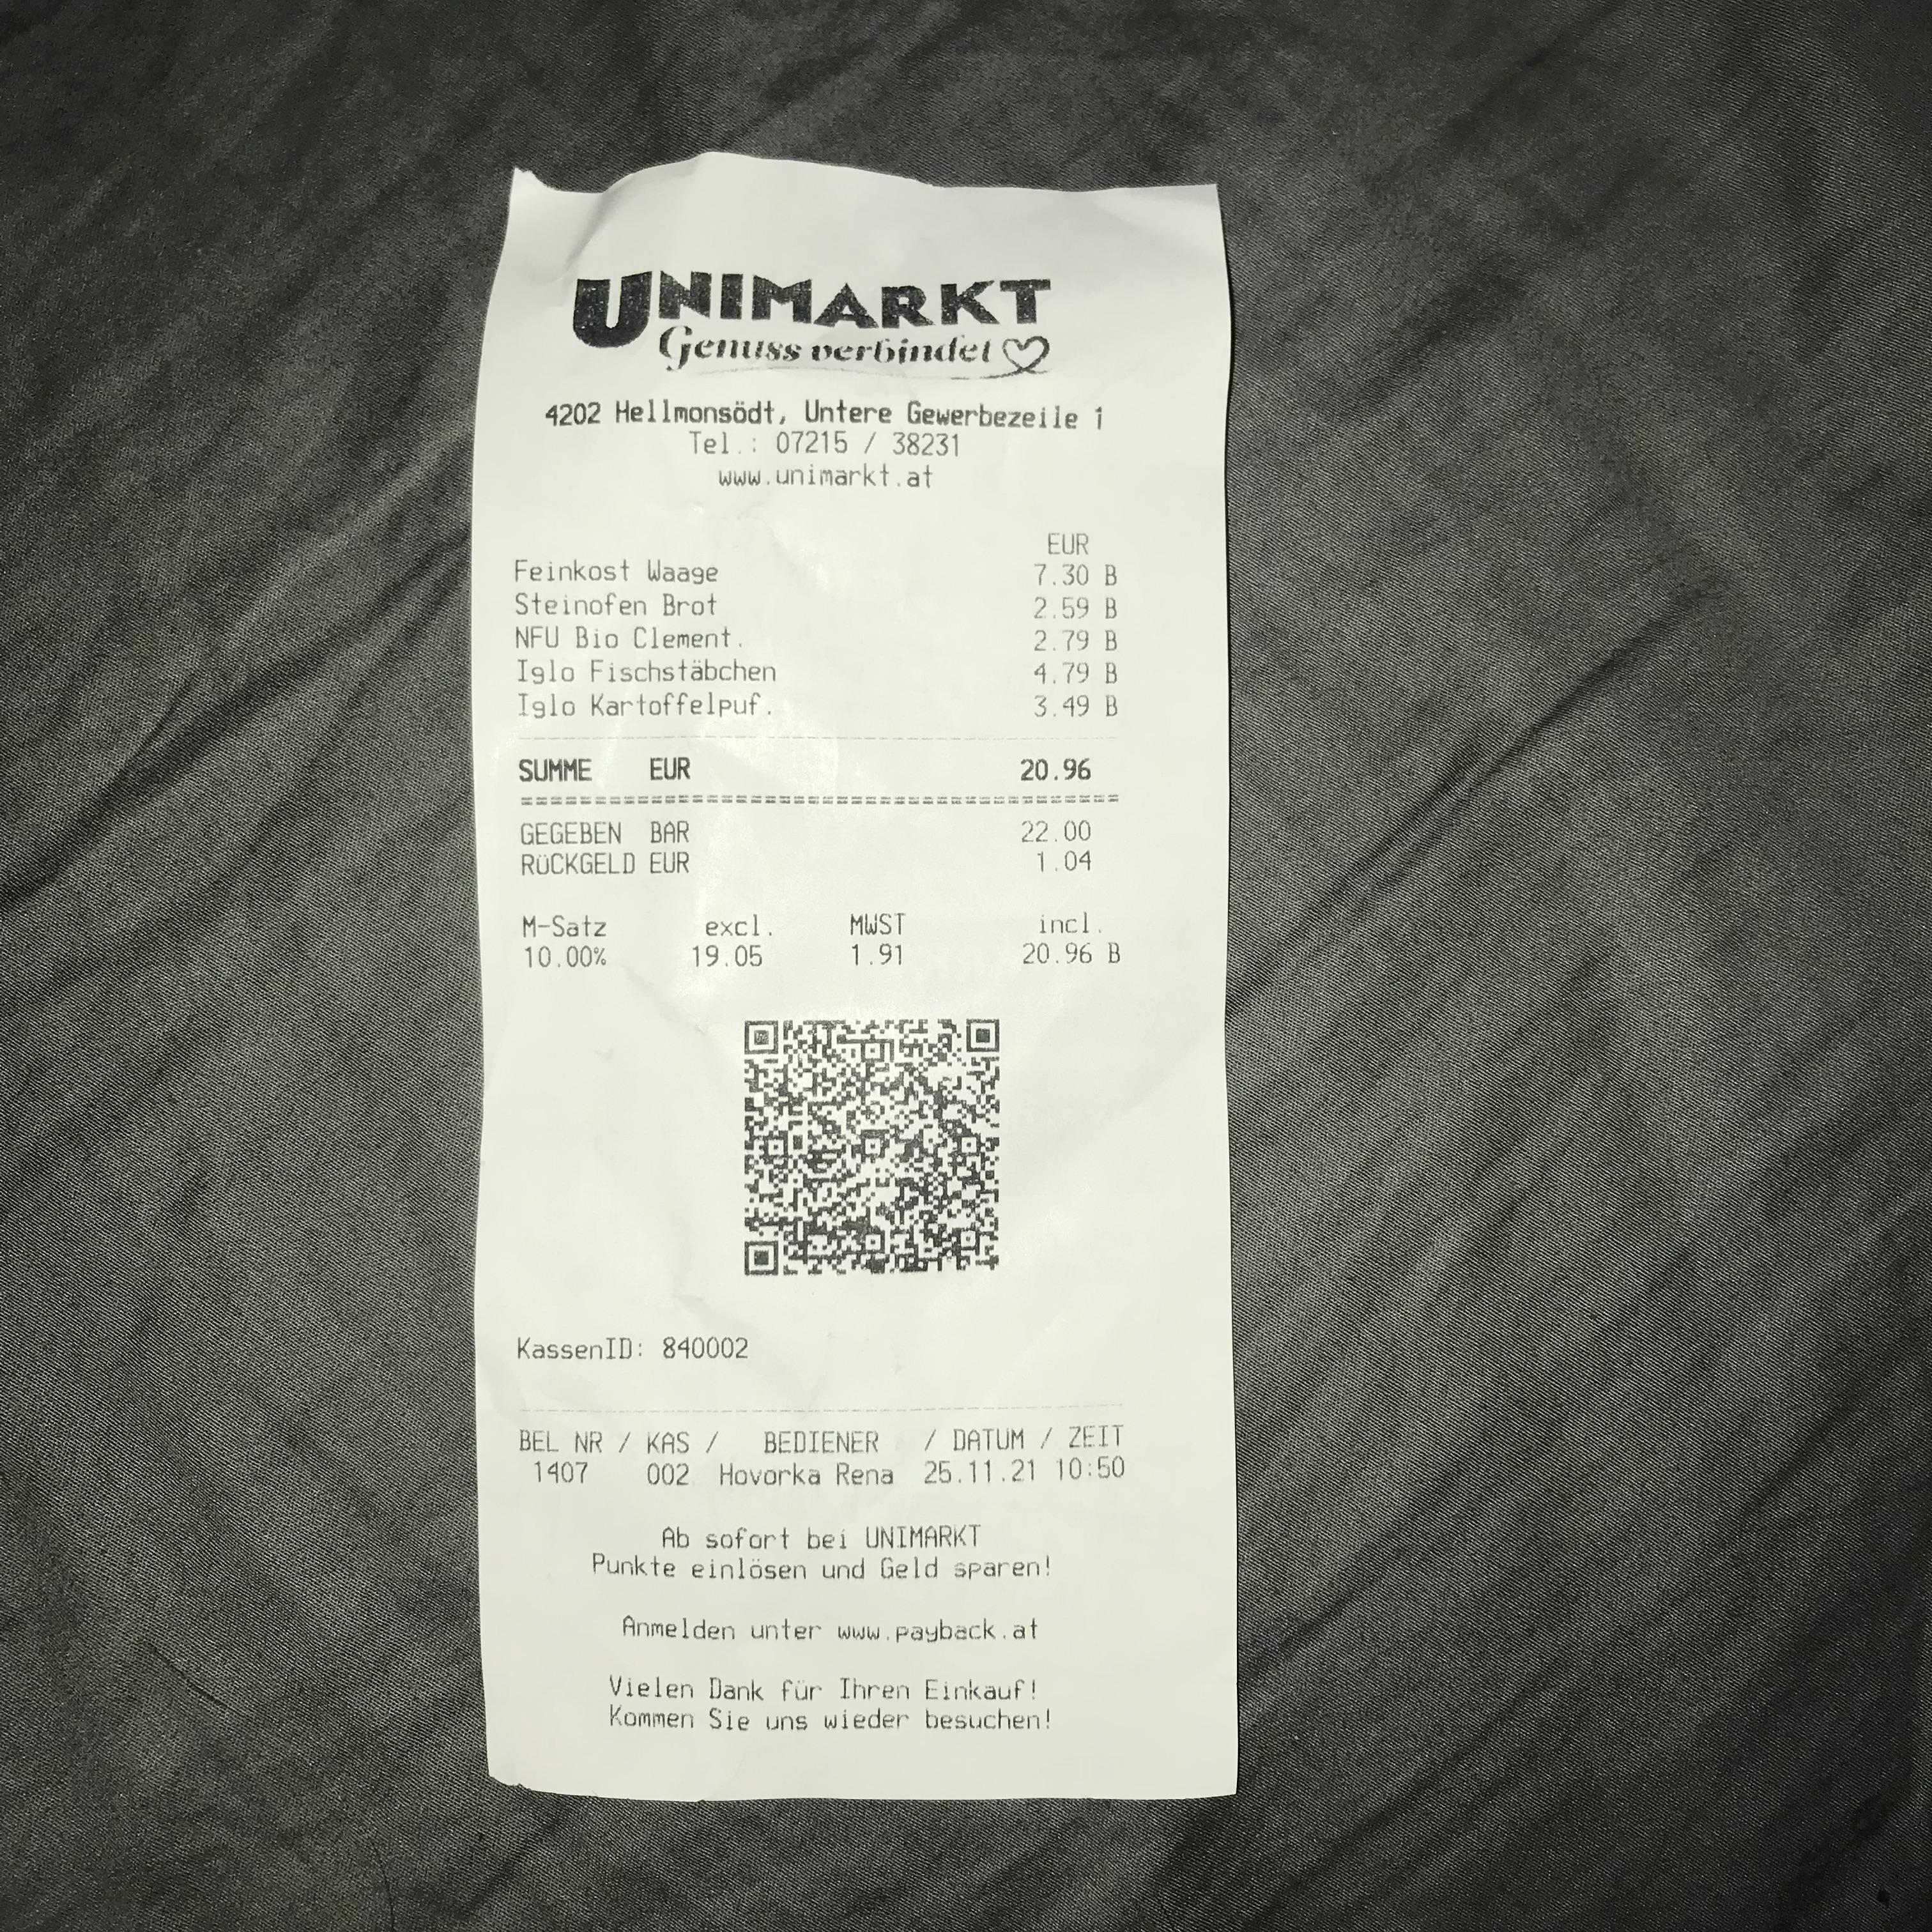 UNIMARKT
Genuss verbindet
4202 Hellmonsödt, Untere Gewerbezeile 1
Tel.: 07215 / 38231
www.unimarkt.at
EUR
Feinkost Waage 7.30 B
Steinofen Brot 2.59 B
NFU Bio Clement. 2.79 B
Iglo Fischstäbchen 4.79 B
Iglo Kartoffelpuf. 3.49 B
SUMME EUR 20.96
GEGEBEN BAR 22.00
RÜCKGELD EUR 1.04
M-Satz excl. MWST incl.
10.00% 19.05 1.91 20.96 B
KassenID: 840002
BEL NR / KAS / BEDIENER / DATUM / ZEIT
1407 002 Hovorka Rena 25.11.21 10:50
Ab sofort bei UNIMARKT
Punkte einlösen und Geld sparen!
Anmelden unter www.payback.at
Vielen Dank für Ihren Einkauf!
Kommen Sie uns wieder besuchen!